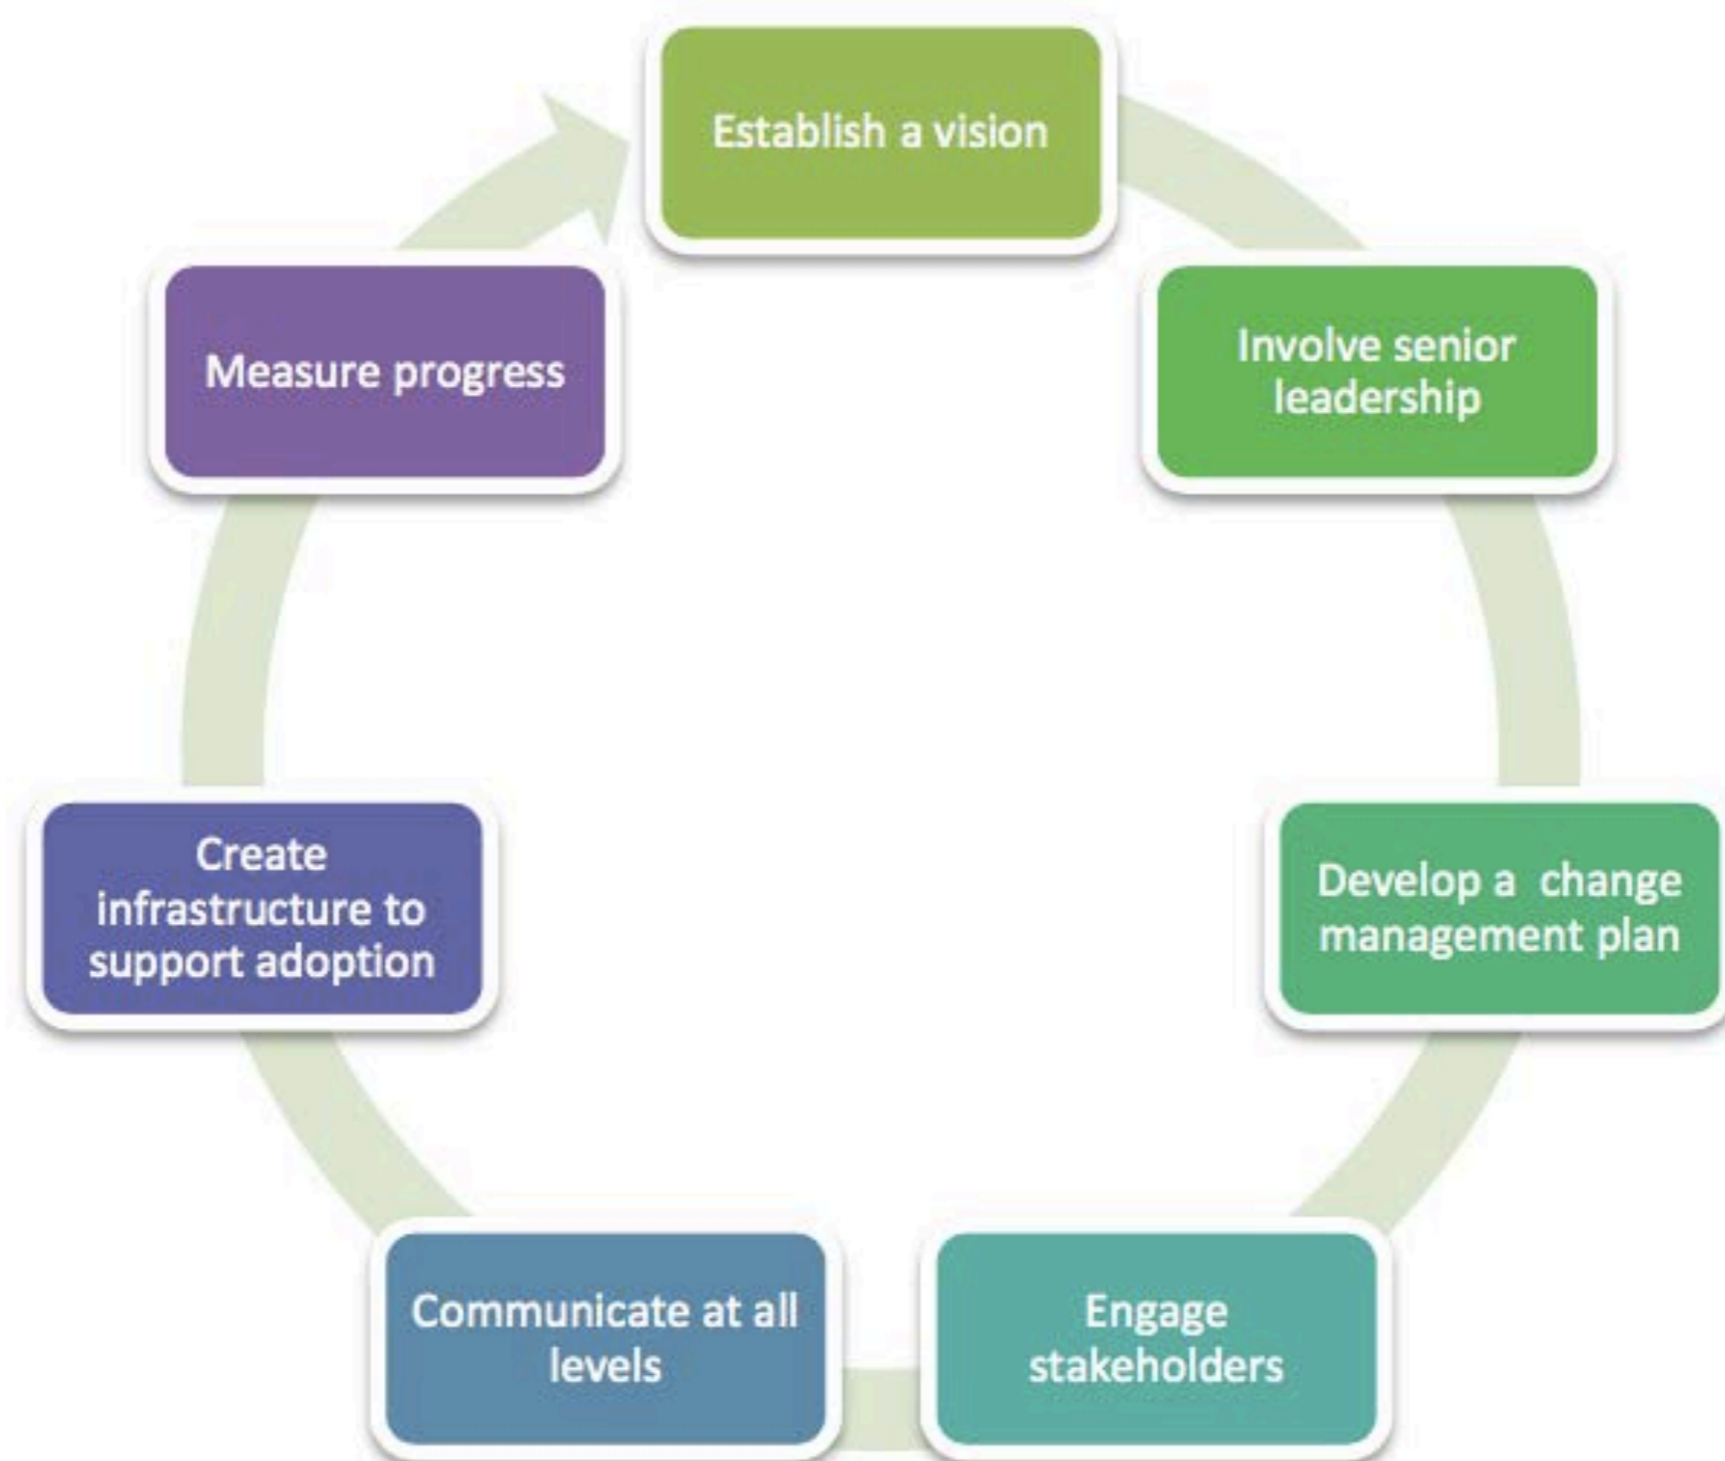 Establish a vision
Involve senior
leadership
Develop a  change
management plan
Engage
stakeholders
Communicate at all
levels
Create
infrastructure to
support adoption
Measure progress